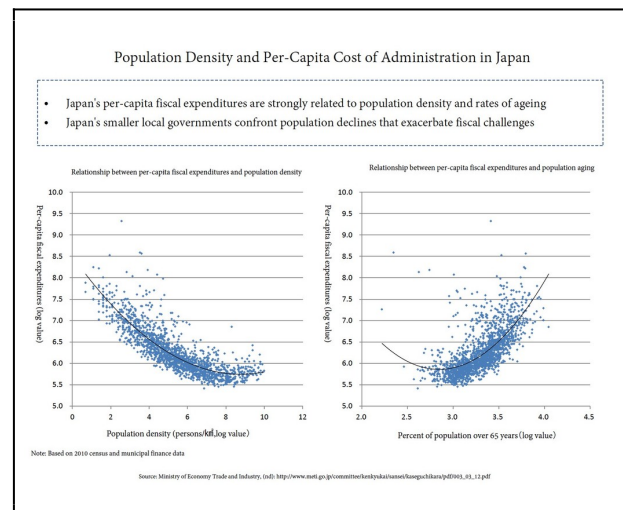 Population Density and Per-Capita Cost of Administration in Japan
• Japan's per-capita fiscal expenditures are strongly related to population density and rates of ageing
• Japan's smaller local governments confront population declines that exacerbate fiscal challenges
Relationship between per-capita fiscal expenditures and population density
Per-capita fiscal expenditures (log value)
10.0
9.5
9.0
8.5
8.0
7.5
7.0
6.5
6.0
5.5
5.0
0 2 4 6 8 10 12
Population density (persons/㎢,log value)
Relationship between per-capita fiscal expenditures and population aging
Per-capita fiscal expenditures (log value)
10.0
9.5
9.0
8.5
8.0
7.5
7.0
6.5
6.0
5.5
5.0
2.0 2.5 3.0 3.5 4.0 4.5
Percent of population over 65 years (log value)
Note: Based on 2010 census and municipal finance data
Source: Ministry of Economy Trade and Industry, (nd): http://www.meti.go.jp/committee/kenkyukai/sansei/kaseguchikara/pdf/003_03_12.pdf